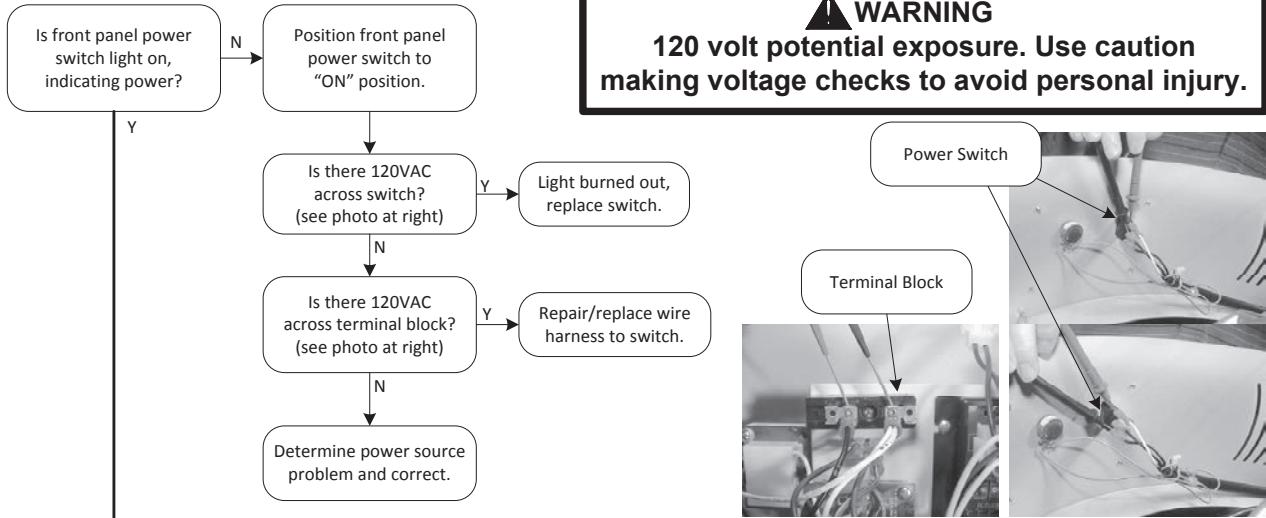 Is front panel power
switch light on,
indicating power?
N
Y
Position front panel
power switch to
“ON” position.
Is there 120VAC
across switch?
(see photo at right)
Y
Light burned out,
replace switch.
N
Is there 120VAC
across terminal block?
(see photo at right)
Y
Repair/replace wire
harness to switch.
N
Determine power source
problem and correct.
WARNING
120 volt potential exposure. Use caution
making voltage checks to avoid personal injury.
Power Switch
Terminal Block